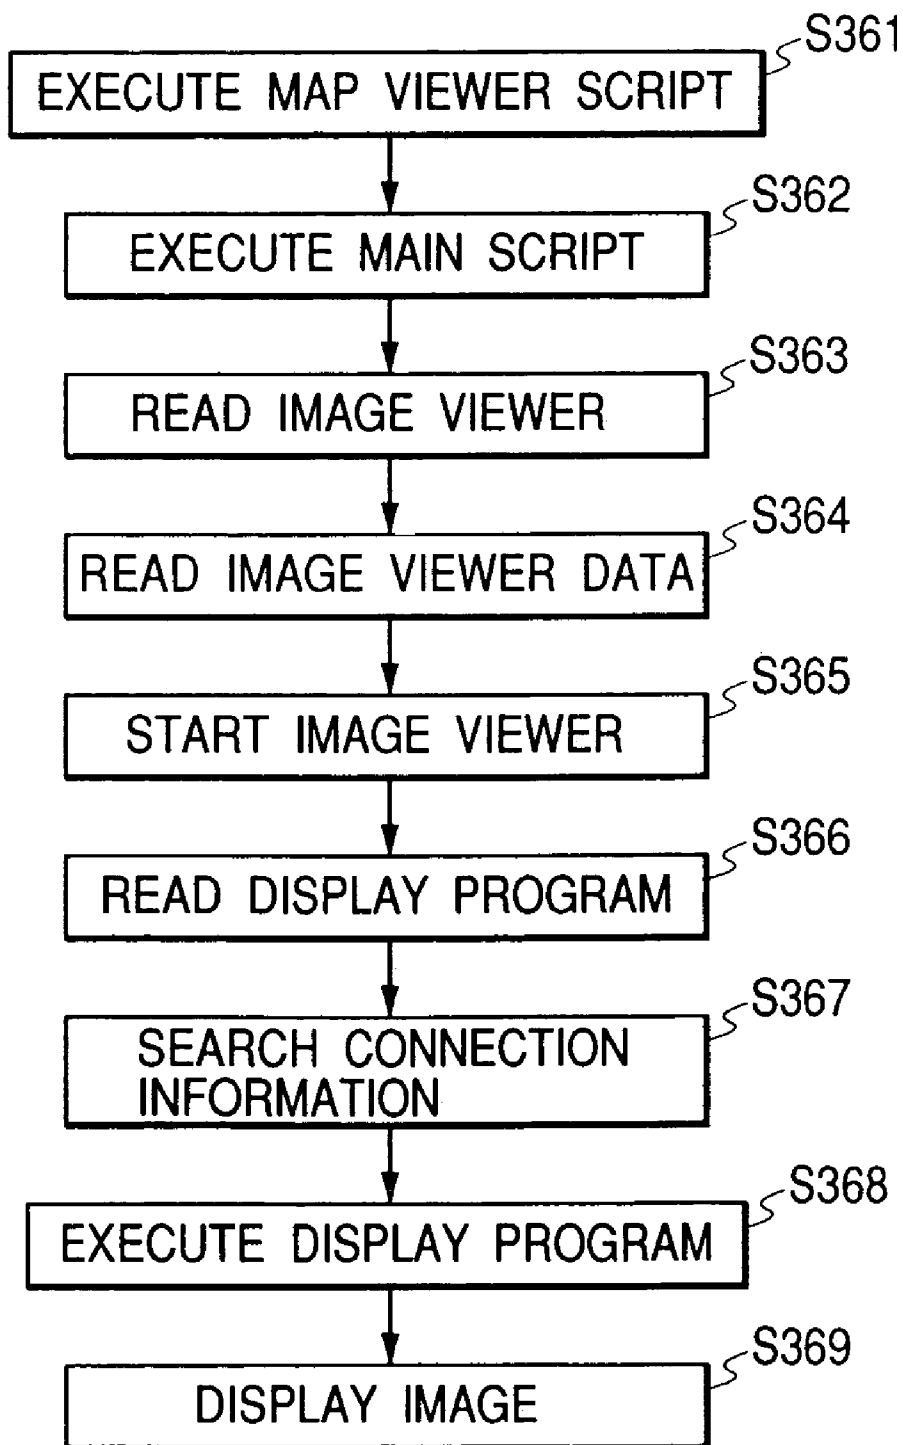 S361
EXECUTE MAP VIEWER SCRIPT
S362
EXECUTE MAIN SCRIPT
S363
READ IMAGE VIEWER
S364
READ IMAGE VIEWER DATA
S365
START IMAGE VIEWER
S366
READ DISPLAY PROGRAM
S367
SEARCH CONNECTION
INFORMATION
S368
EXECUTE DISPLAY PROGRAM
S369
DISPLAY IMAGE